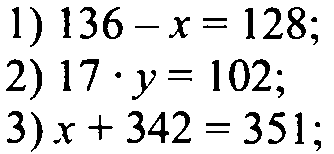 1) 136 – x = 128;
2) 17 · y = 102;
3) x + 342 = 351;